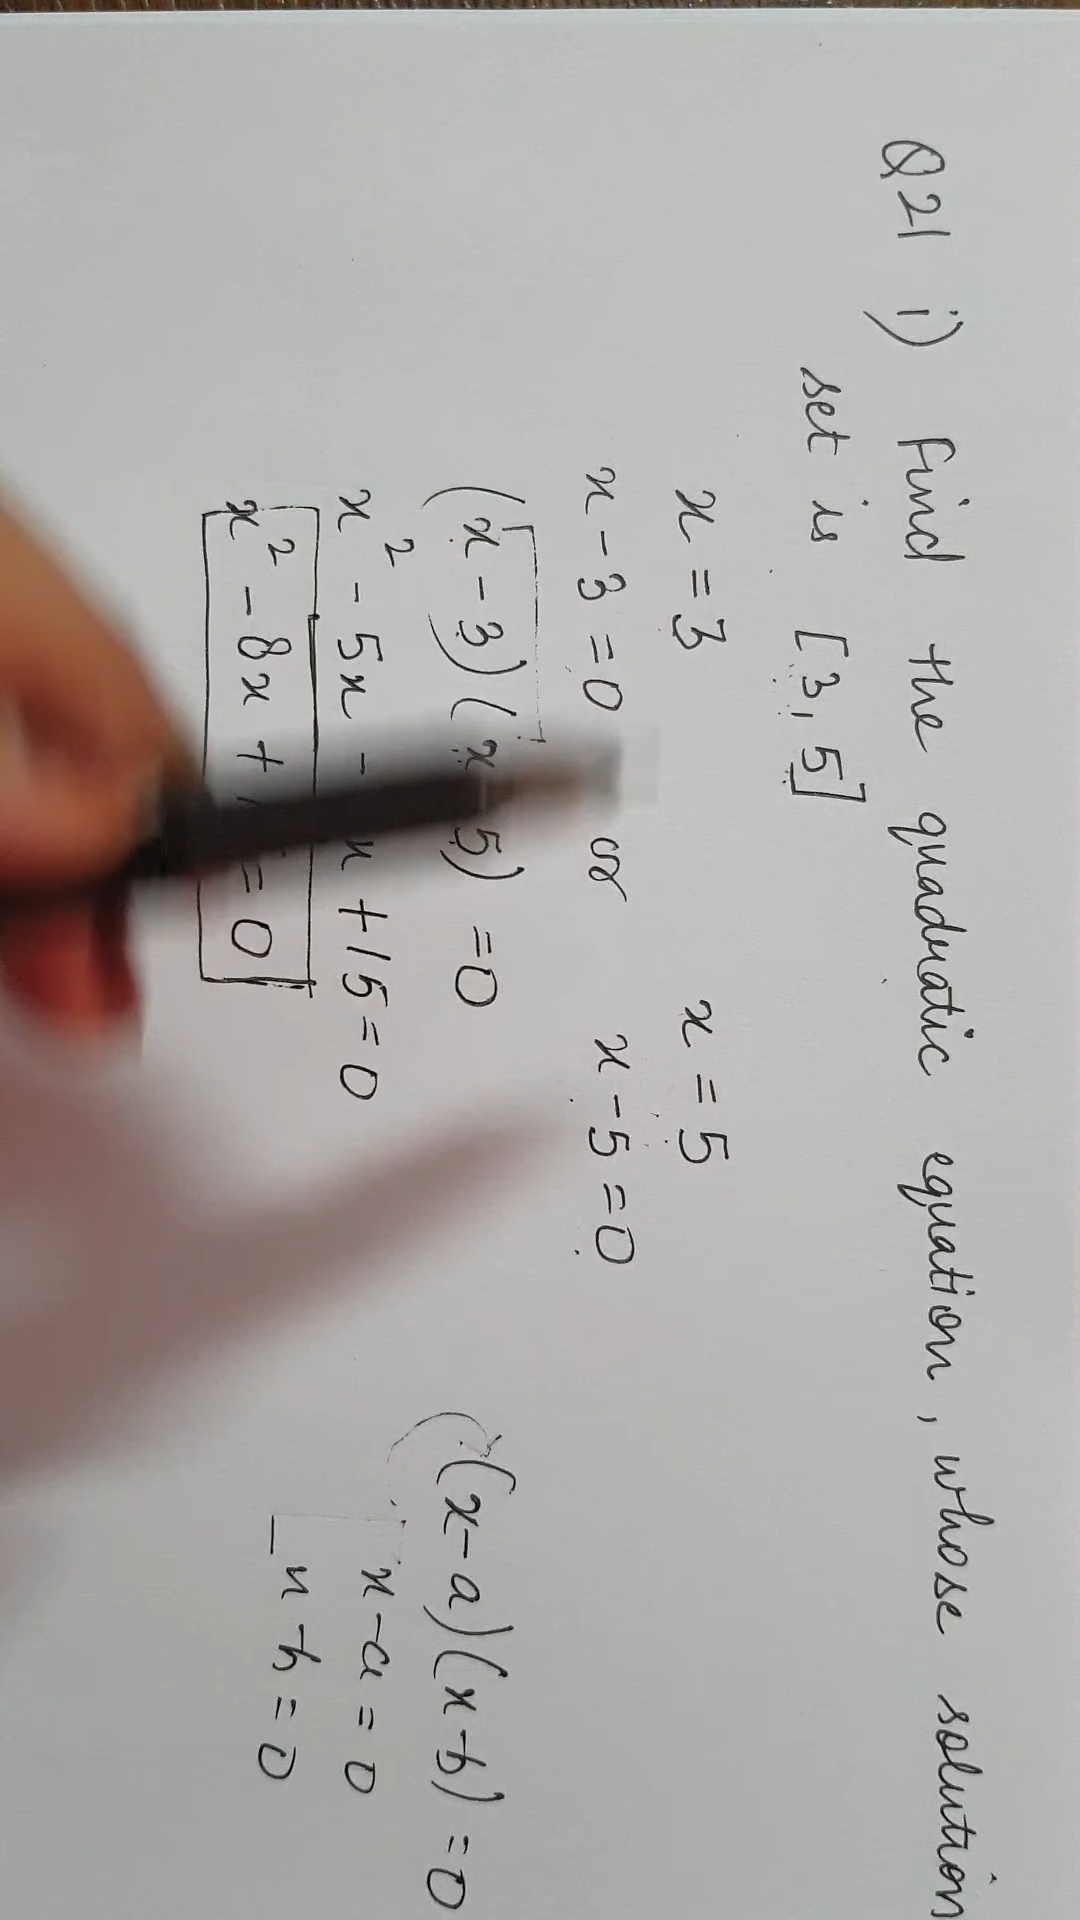 Q21 i) Find the quadratic equation, whose solution
set is [3, 5]
x = 3 x = 5
x - 3 = 0 or x - 5 = 0
(x - 3)(x 5) = 0
x² - 5x - x + 15 = 0
x² - 8x + = 0
(x-a)(x-b) = 0
x-a = 0
x-b = 0